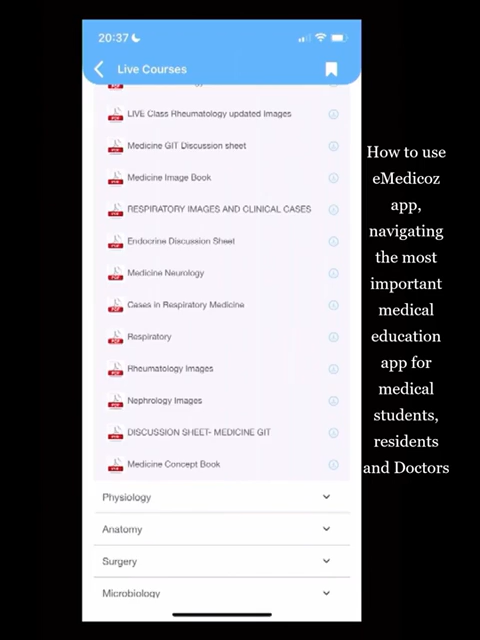 20:37
Live Courses
LIVE Class Rheumatology updated Images
Medicine GIT Discussion sheet
Medicine Image Book
RESPIRATORY IMAGES AND CLINICAL CASES
Endocrine Discussion Sheet
Medicine Neurology
Cases in Respiratory Medicine
Respiratory
Rheumatology Images
Nephrology Images
DISCUSSION SHEET- MEDICINE GIT
Medicine Concept Book
Physiology
Anatomy
Surgery
Microbiology
How to use
eMedicoz
app,
navigating
the most
important
medical
education
app for
medical
students,
residents
and Doctors